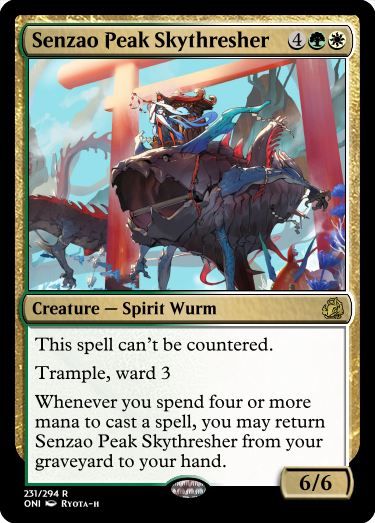 Senzao Peak Skythresher 4
Creature — Spirit Wurm
This spell can't be countered.
Trample, ward 3
Whenever you spend four or more
mana to cast a spell, you may return
Senzao Peak Skythresher from your
graveyard to your hand.
6/6
231/294 R
ONI Ryota-H